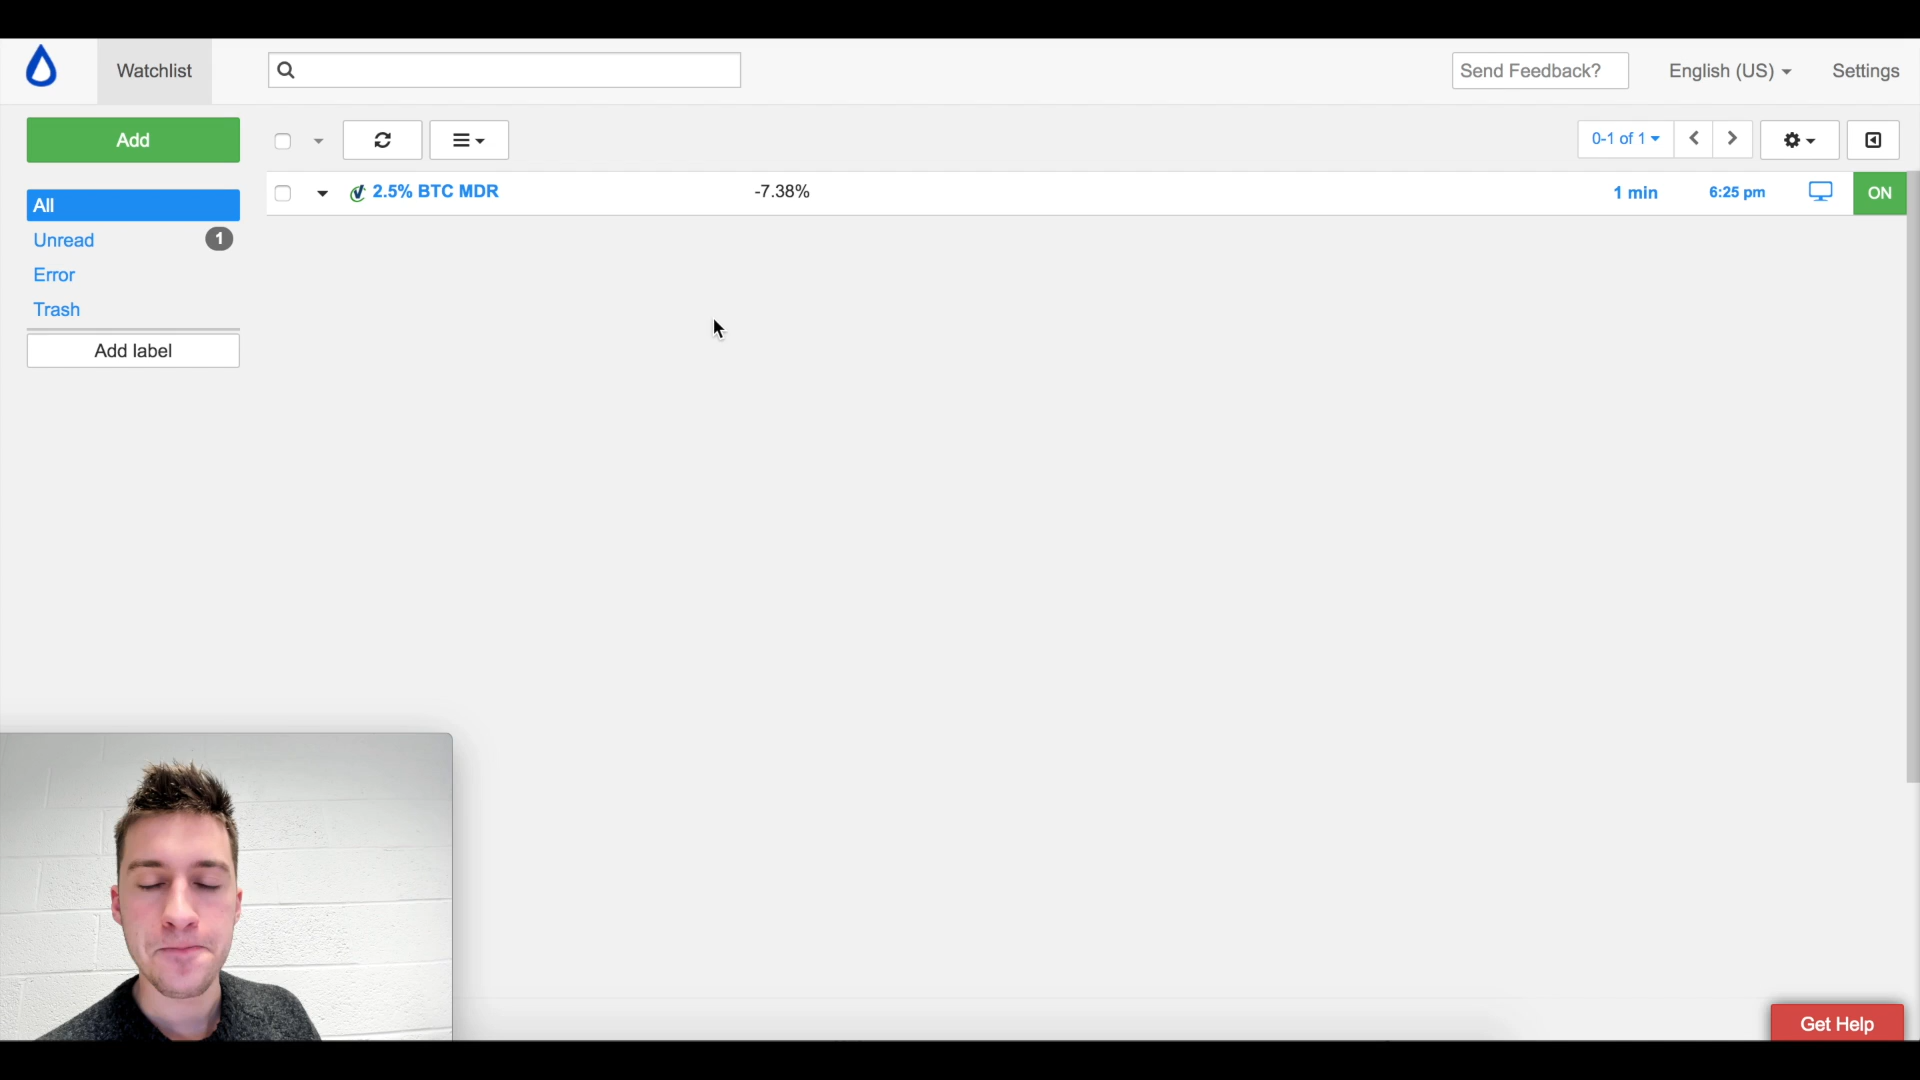 Watchlist
Send Feedback?
English (US)
Settings
Add
0-1 of 1
All
2.5% BTC MDR
-7.38%
1 min
6:25 pm
ON
Unread
1
Error
Trash
Add label
Get Help